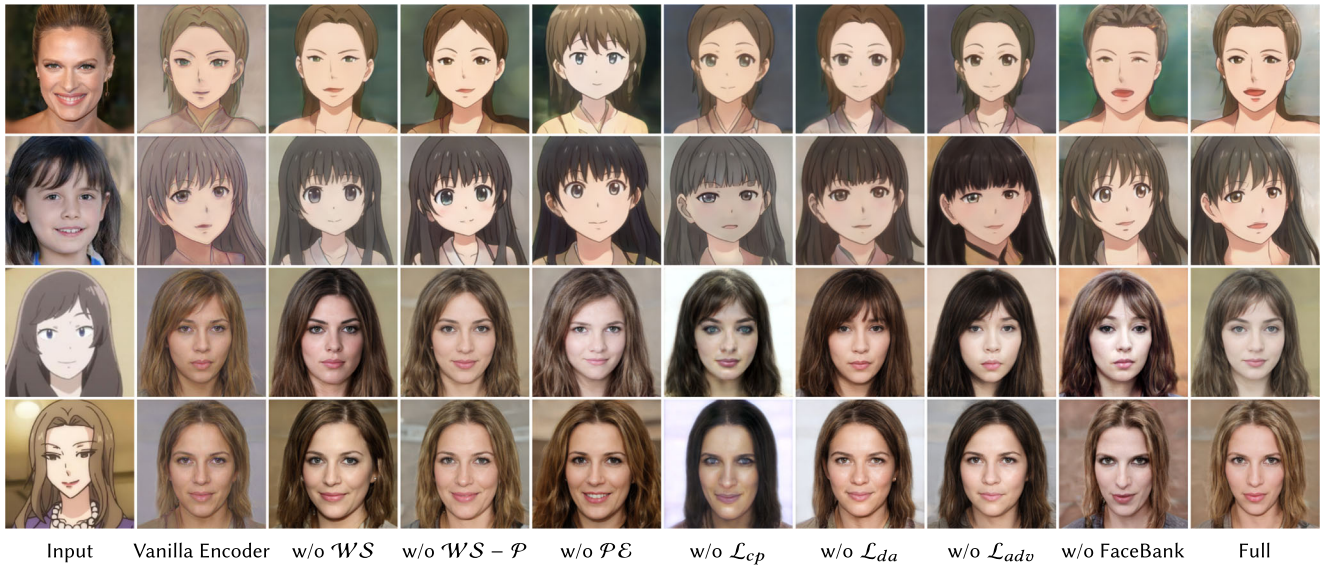 Input Vanilla Encoder w/o 𝒲𝒮 w/o 𝒲𝒮 − 𝒫 w/o 𝒫ℰ w/o ℒ_cp w/o ℒ_da w/o ℒ_adv w/o FaceBank Full